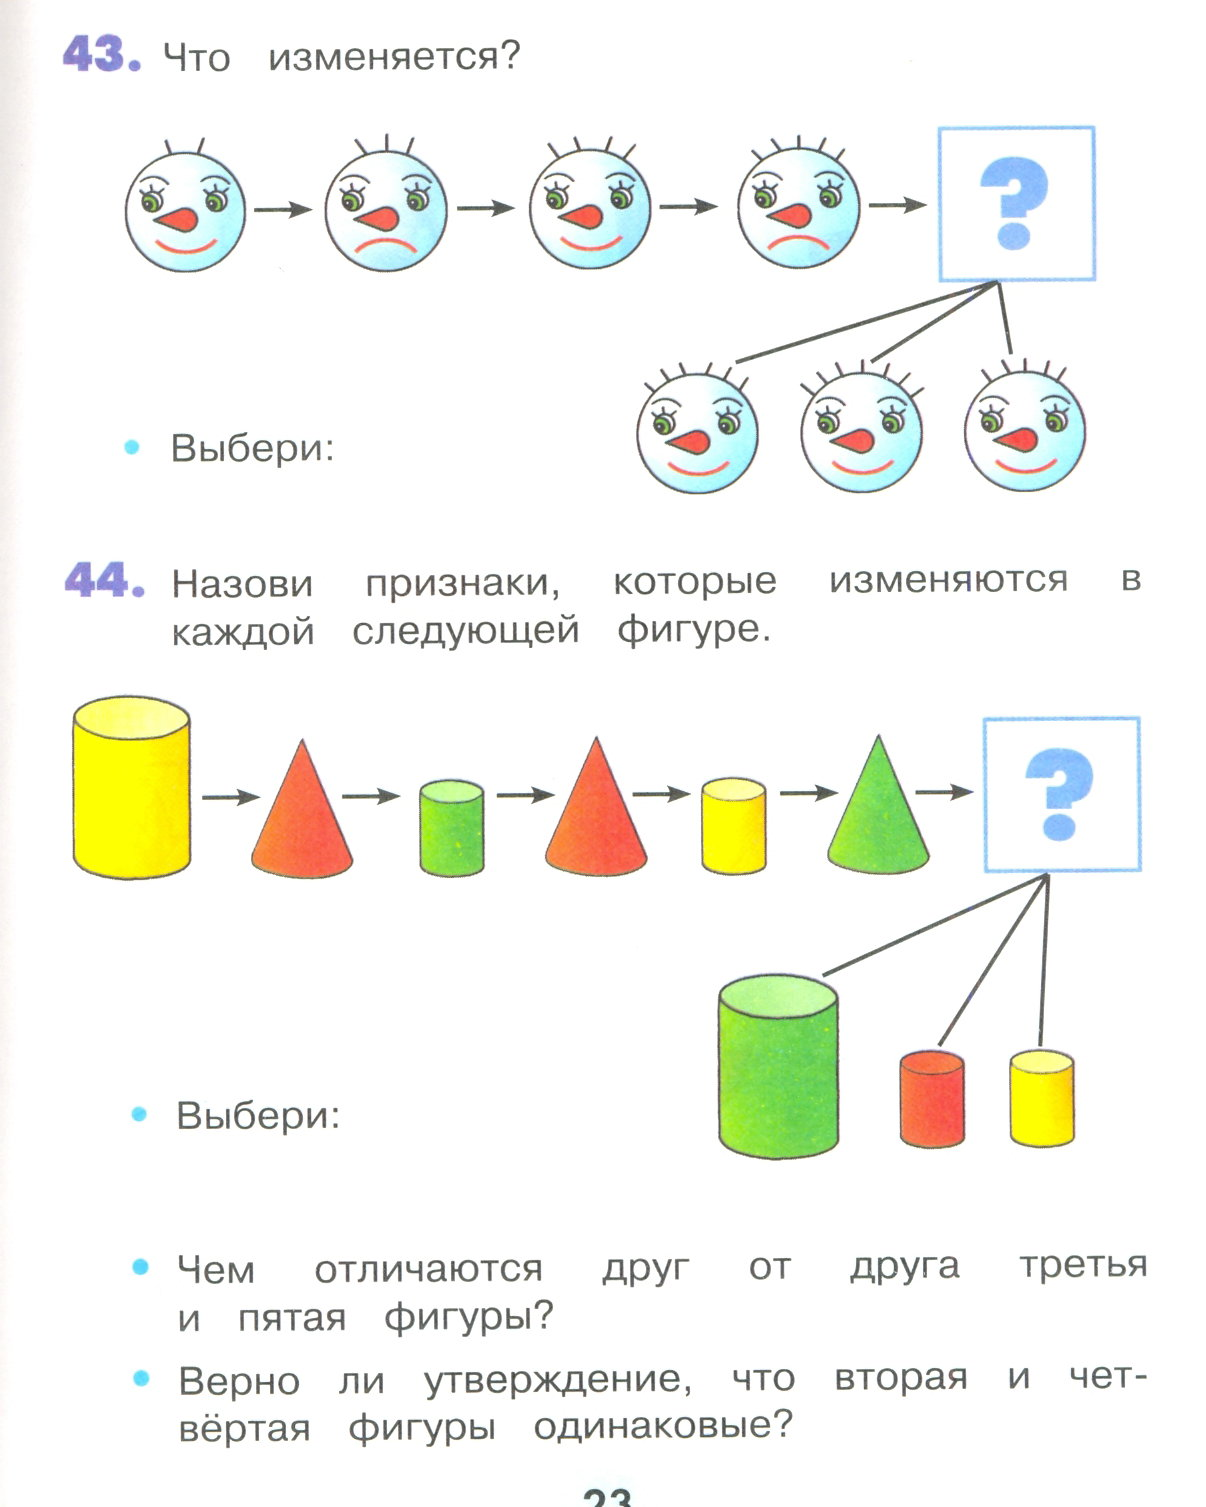 43. Что изменяется?
?
• Выбери:
44. Назови признаки, которые изменяются в
каждой следующей фигуре.
?
• Выбери:
• Чем отличаются друг от друга третья
и пятая фигуры?
• Верно ли утверждение, что вторая и чет-
вёртая фигуры одинаковые?
23